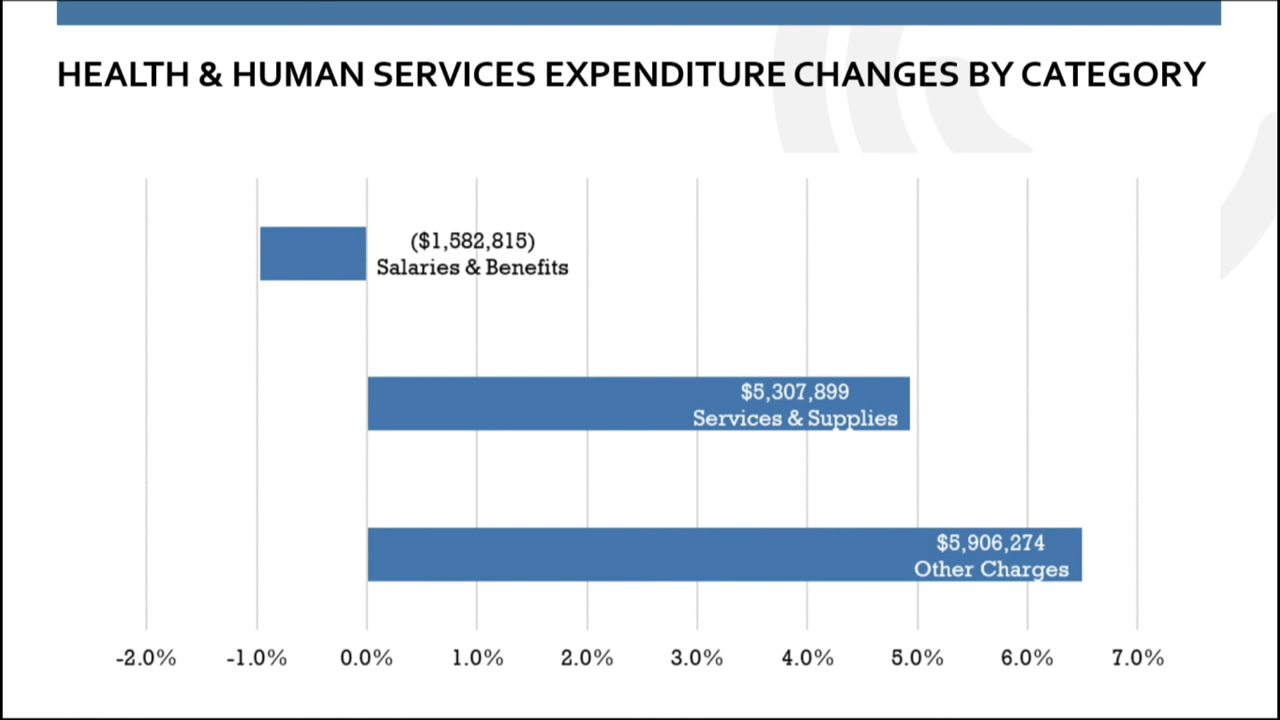 HEALTH & HUMAN SERVICES EXPENDITURE CHANGES BY CATEGORY
($1,582,815)
Salaries & Benefits
$5,307,899
Services & Supplies
$5,906,274
Other Charges
-2.0% -1.0% 0.0% 1.0% 2.0% 3.0% 4.0% 5.0% 6.0% 7.0%